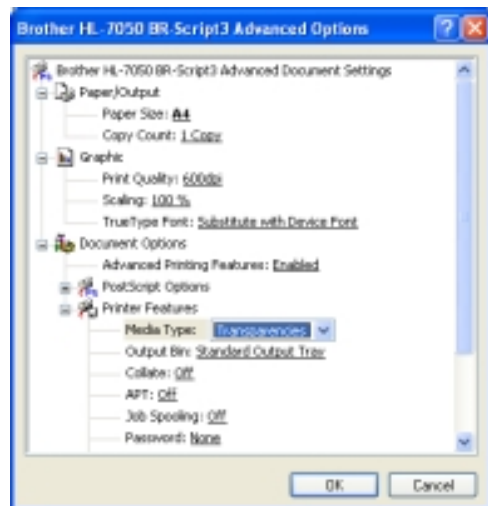 Brother HL-7050 BR-Script3 Advanced Options
Brother HL-7050 BR-Script3 Advanced Document Settings
Paper/Output
Paper Size: A4
Copy Count: 1 Copy
Graphic
Print Quality: 600dpi
Scaling: 100 %
TrueType Font: Substitute with Device Font
Document Options
Advanced Printing Features: Enabled
PostScript Options
Printer Features
Media Type: Transparencies
Output Bin: Standard Output Tray
Collate: Off
APT: Off
Job Spooling: Off
Password: None
OK Cancel